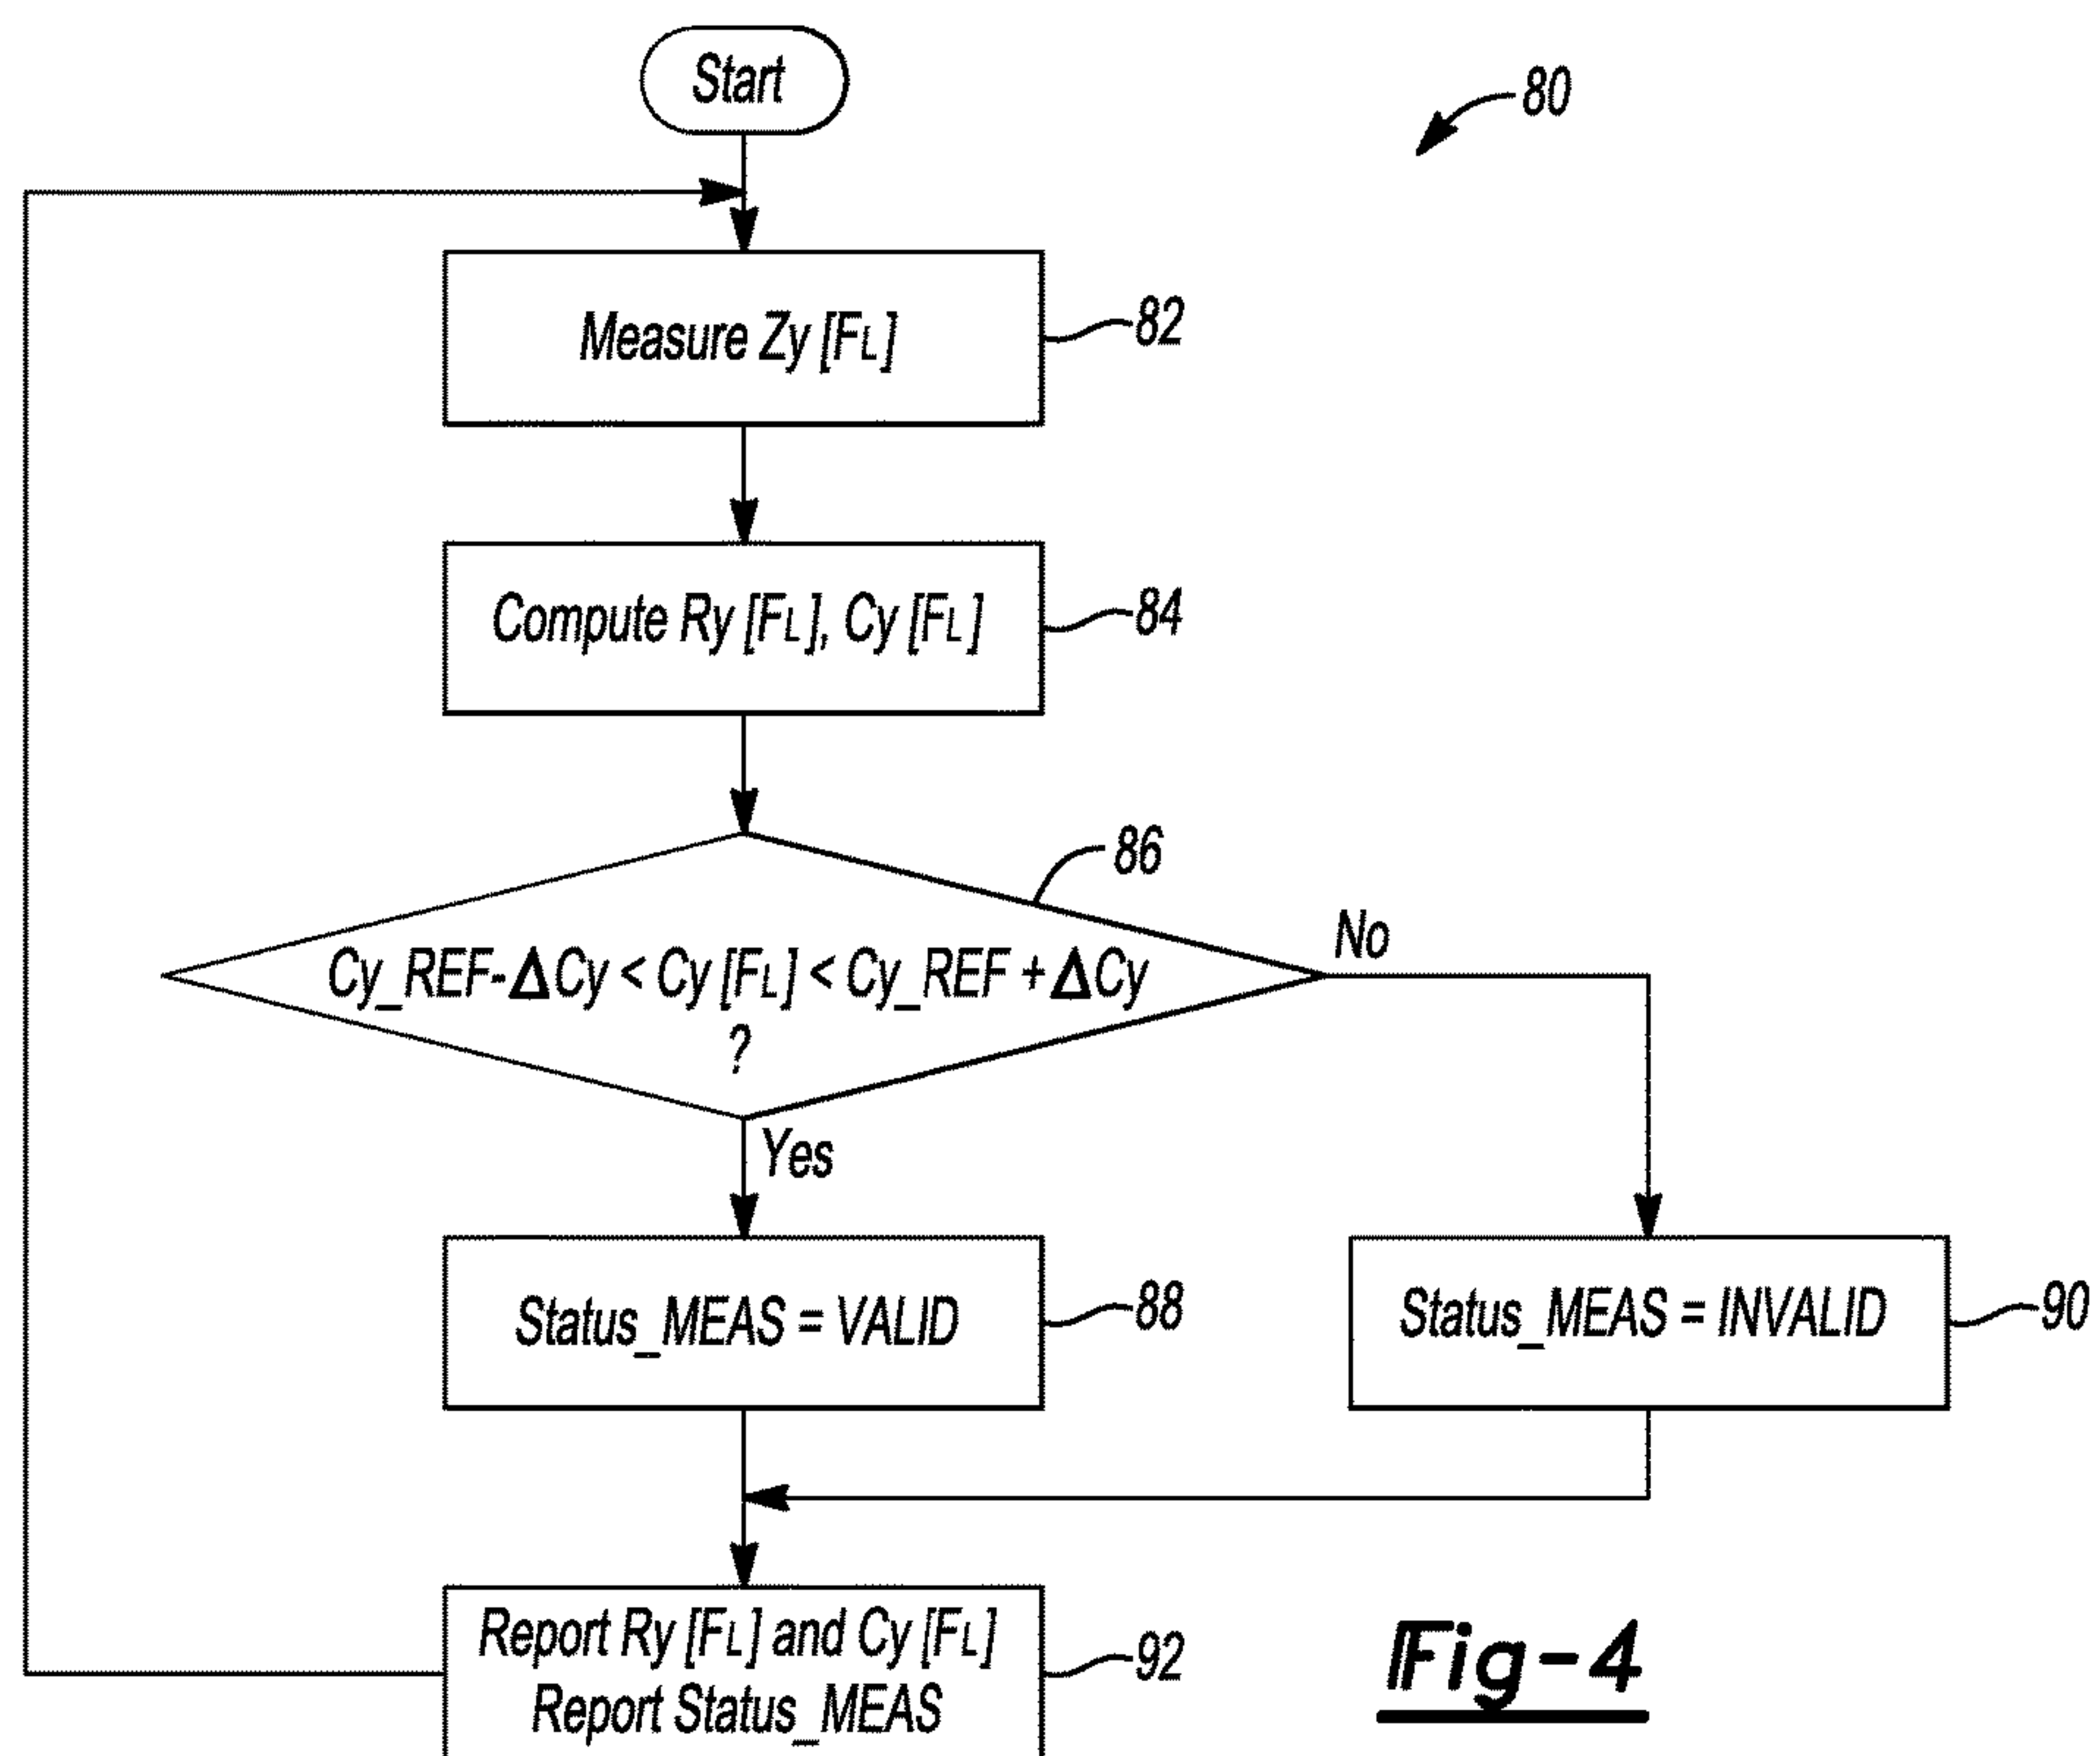 Start
80
Measure Zy [FL]
82
Compute Ry [FL], Cy [FL]
84
86
No
Cy_REF-ΔCy < Cy [FL] < Cy_REF + ΔCy
?
Yes
Status_MEAS = VALID
88
Status_MEAS = INVALID
90
Report Ry [FL] and Cy [FL]
Report Status_MEAS
92
Fig-4